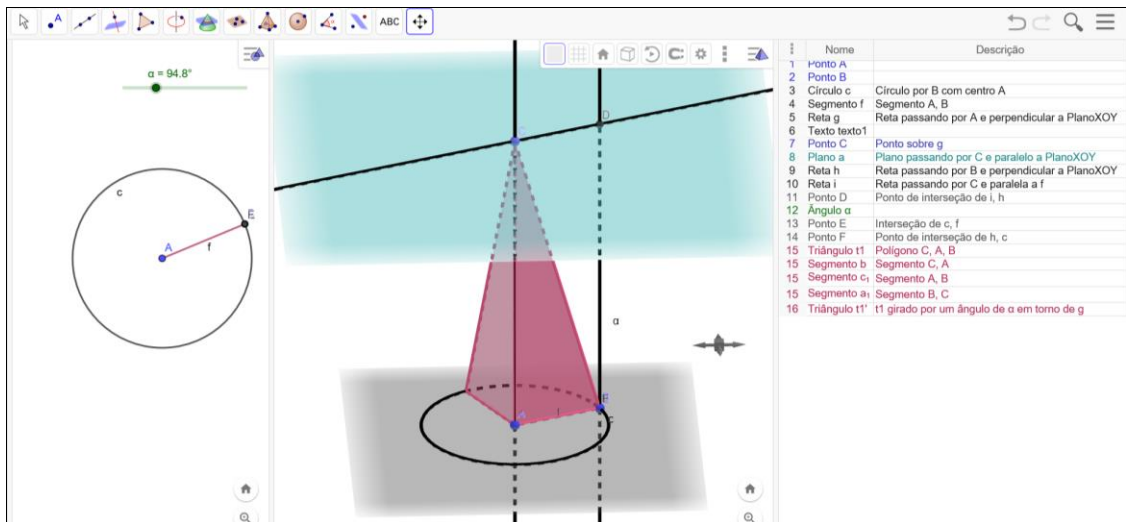 A
ABC
α = 94.8°
c
E
A
f
C
D
α
A
F
Nome Descrição
1 Ponto A
2 Ponto B
3 Círculo c Círculo por B com centro A
4 Segmento f Segmento A, B
5 Reta g Reta passando por A e perpendicular a PlanoXOY
6 Texto texto1
7 Ponto C Ponto sobre g
8 Plano a Plano passando por C e paralelo a PlanoXOY
9 Reta h Reta passando por B e perpendicular a PlanoXOY
10 Reta i Reta passando por C e paralela a f
11 Ponto D Ponto de interseção de i, h
12 Ângulo α
13 Ponto E Interseção de c, f
14 Ponto F Ponto de interseção de h, c
15 Triângulo t1 Polígono C, A, B
15 Segmento b Segmento C, A
15 Segmento c₁ Segmento A, B
15 Segmento a₁ Segmento B, C
16 Triângulo t1' t1 girado por um ângulo de α em torno de g